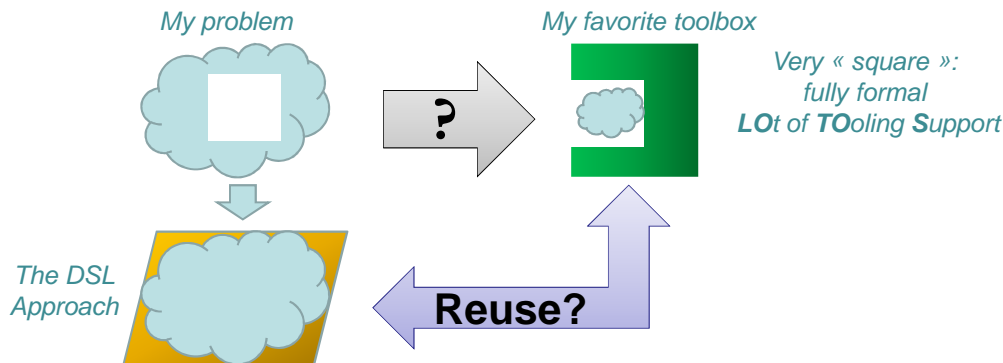 My problem
My favorite toolbox
Very « square »:
fully formal
LOt of TOoling Support
?
The DSL
Approach
Reuse?